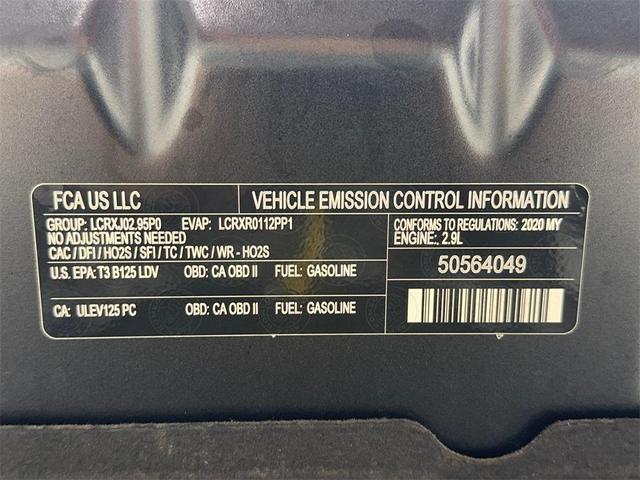 FCA US LLC
VEHICLE EMISSION CONTROL INFORMATION
GROUP: LCRXJ02.95P0 EVAP: LCRXR0112PP1
NO ADJUSTMENTS NEEDED
CAC / DFI / HO2S / SFI / TC / TWC / WR - HO2S
CONFORMS TO REGULATIONS: 2020 MY
ENGINE: 2.9L
U.S. EPA: T3 B125 LDV OBD: CA OBD II FUEL: GASOLINE
50564049
CA: ULEV125 PC OBD: CA OBD II FUEL: GASOLINE